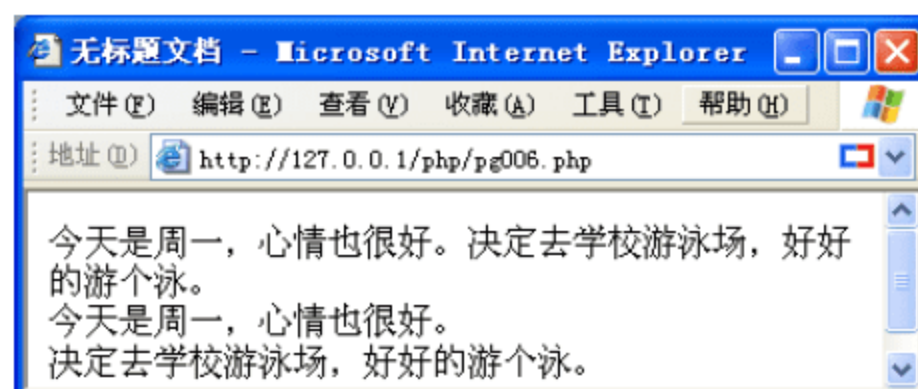 无标题文档 - Microsoft Internet Explorer
文件(F) 编辑(E) 查看(V) 收藏(A) 工具(T) 帮助(H)
地址(D) http://127.0.0.1/php/pg006.php
今天是周一，心情也很好。决定去学校游泳场，好好
的游个泳。
今天是周一，心情也很好。
决定去学校游泳场，好好的游个泳。